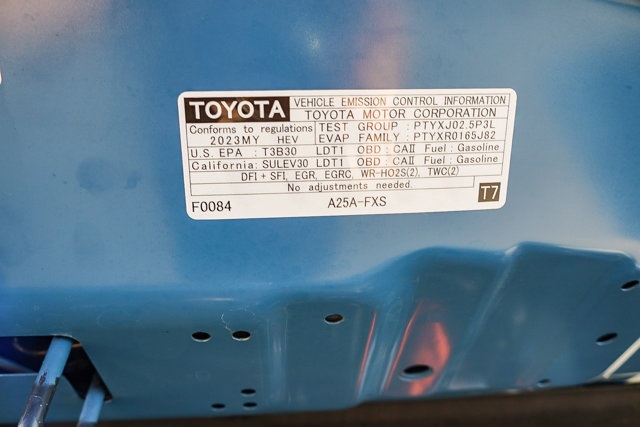 TOYOTA VEHICLE EMISSION CONTROL INFORMATION
TOYOTA MOTOR CORPORATION
Conforms to regulations: TEST GROUP : PTYXJ02.5P3L
2023MY HEV EVAP FAMILY : PTYXR0165J82
U.S. EPA : T3B30 LDT1 OBD : CAII Fuel : Gasoline
California: SULEV30 LDT1 OBD : CAII Fuel : Gasoline
DFI + SFI, EGR, EGRC, WR-HO2S(2), TWC(2)
No adjustments needed.
F0084 A25A-FXS T7